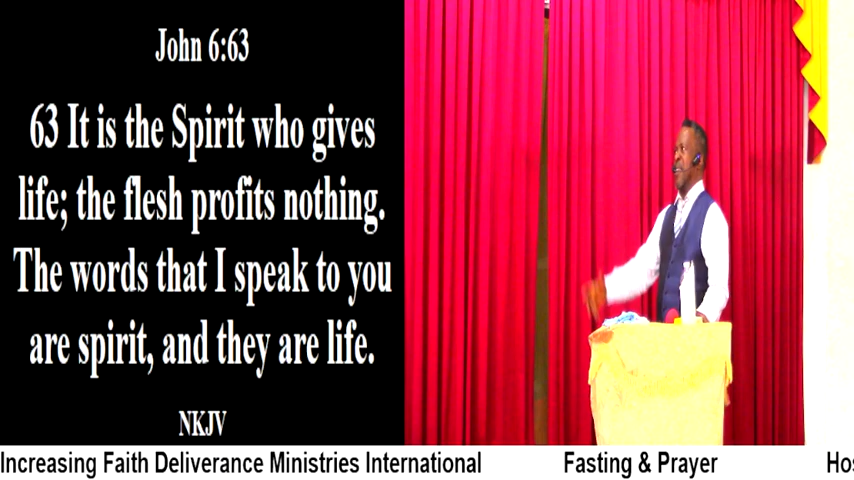 John 6:63
63 It is the Spirit who gives
life; the flesh profits nothing.
The words that I speak to you
are spirit, and they are life.
NKJV
Increasing Faith Deliverance Ministries International Fasting & Prayer